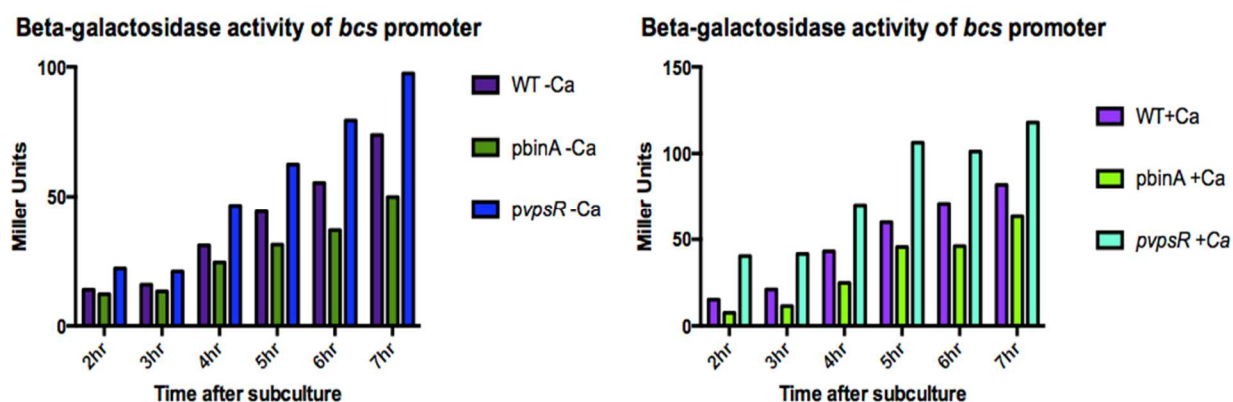 Beta-galactosidase activity of bcs promoter
100
50
0
Miller Units
2hr
3hr
4hr
5hr
6hr
7hr
Time after subculture
WT -Ca
pbinA -Ca
pvpsR -Ca
Beta-galactosidase activity of bcs promoter
150
100
50
0
Miller Units
2hr
3hr
4hr
5hr
6hr
7hr
Time after subculture
WT+Ca
pbinA +Ca
pvpsR +Ca